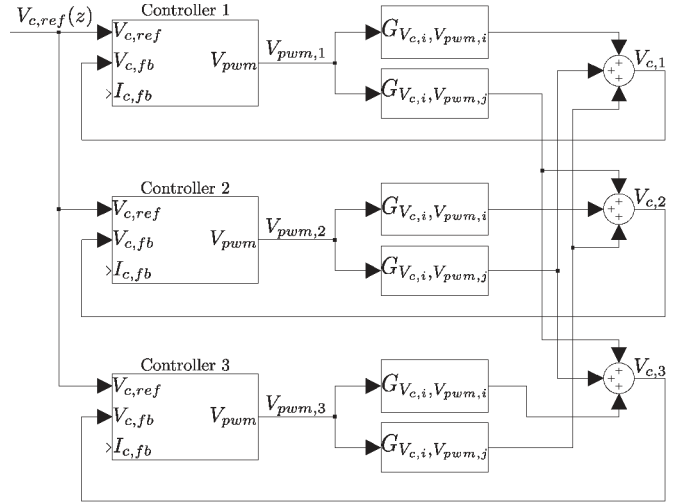 V_{c,ref}(z)
Controller 1
V_{c,ref}
V_{c,fb}
I_{c,fb}
V_{pwm}
V_{pwm,1}
G_{V_{c,i},V_{pwm,i}}
G_{V_{c,i},V_{pwm,j}}
+
+
+
V_{c,1}
Controller 2
V_{c,ref}
V_{c,fb}
I_{c,fb}
V_{pwm}
V_{pwm,2}
G_{V_{c,i},V_{pwm,i}}
G_{V_{c,i},V_{pwm,j}}
+
+
+
V_{c,2}
Controller 3
V_{c,ref}
V_{c,fb}
I_{c,fb}
V_{pwm}
V_{pwm,3}
G_{V_{c,i},V_{pwm,i}}
G_{V_{c,i},V_{pwm,j}}
+
+
+
V_{c,3}